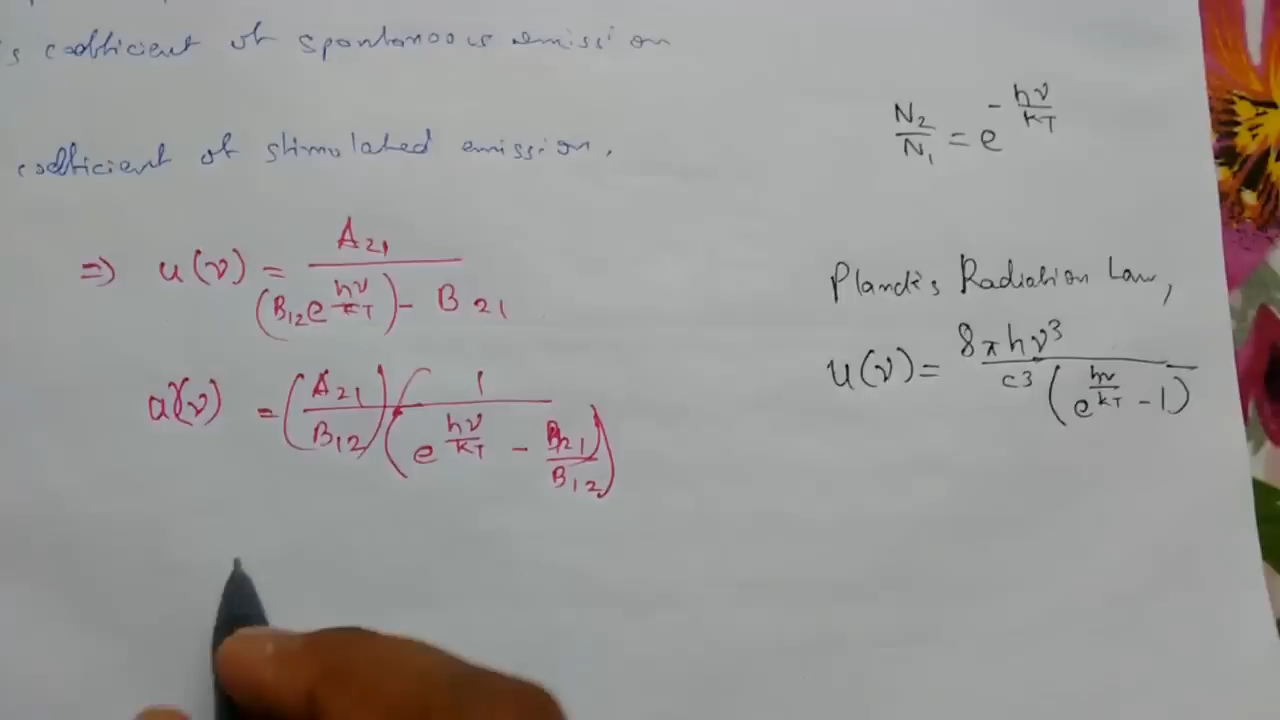 s coefficient of spontaneous emission
coefficient of stimulated emission.
N₂/N₁ = e^(-hν/kT)
⇒ u(ν) = A₂₁ / ((B₁₂e^(hν/kT)) - B₂₁)
Planck's Radiation Law,
u(ν) = 8πhν³ / c³(e^(hν/kT) - 1)
u(ν) = (A₂₁/B₁₂) (1 / (e^(hν/kT) - B₂₁/B₁₂))